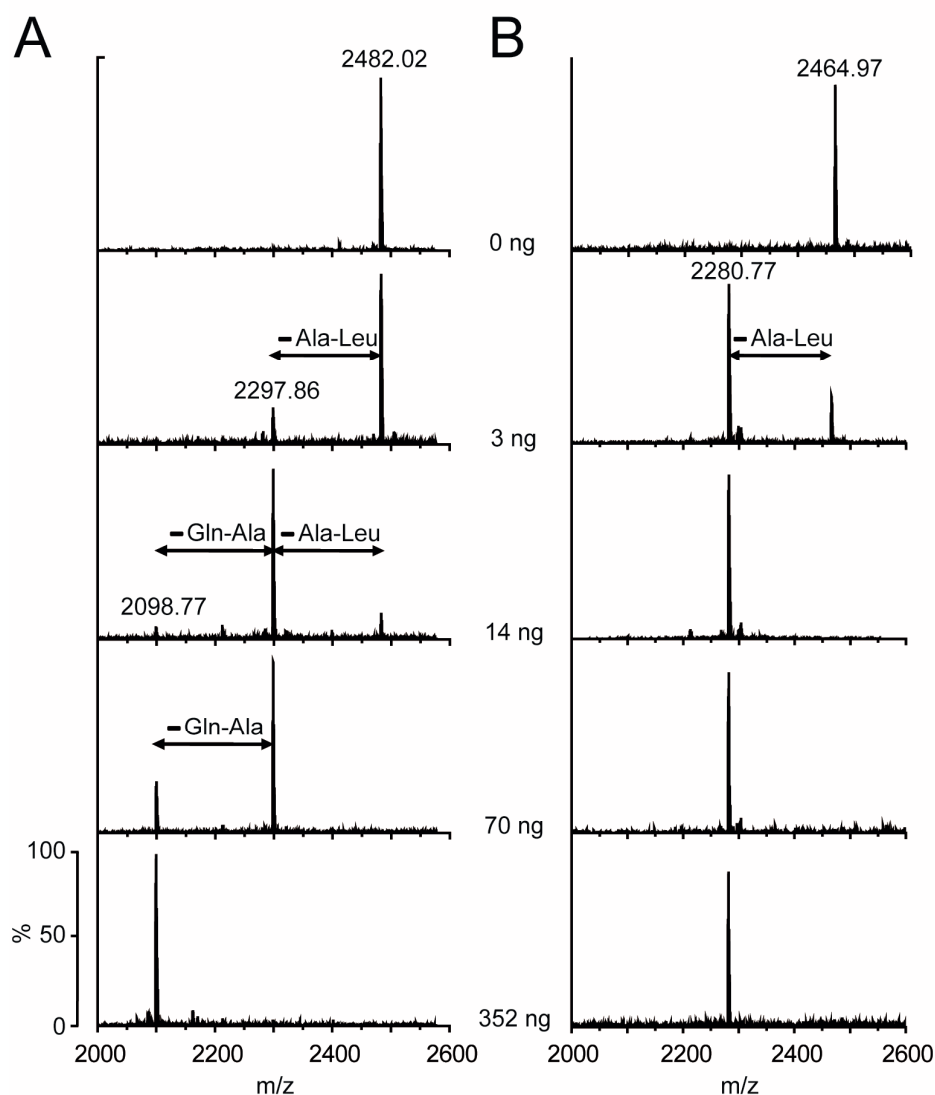 A B
2482.02
2464.97
0 ng
2280.77
- Ala-Leu
- Ala-Leu
2297.86
3 ng
- Gln-Ala - Ala-Leu
2098.77
14 ng
- Gln-Ala
70 ng
100
% 50
0
352 ng
2000 2200 2400 2600 2000 2200 2400 2600
m/z m/z